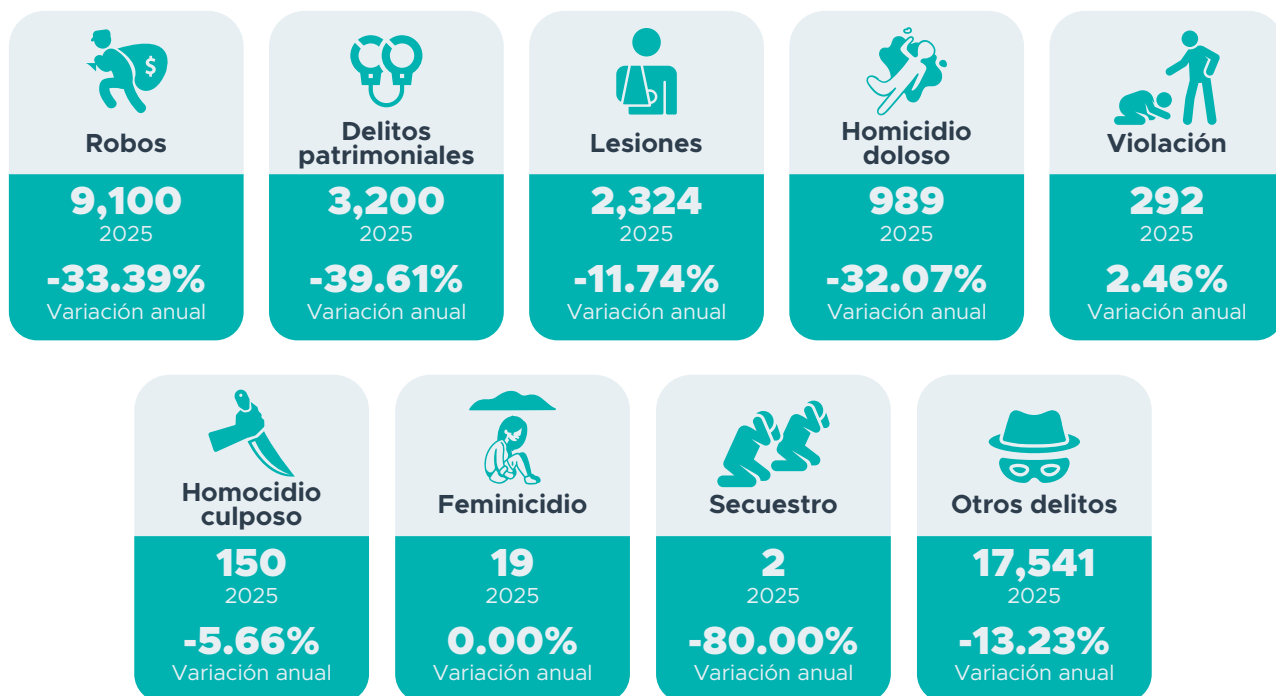 $
Robos
9,100
2025
-33.39%
Variación anual
Delitos
patrimoniales
3,200
2025
-39.61%
Variación anual
Lesiones
2,324
2025
-11.74%
Variación anual
Homicidio
doloso
989
2025
-32.07%
Variación anual
Violación
292
2025
2.46%
Variación anual
Homocidio
culposo
150
2025
-5.66%
Variación anual
Feminicidio
19
2025
0.00%
Variación anual
Secuestro
2
2025
-80.00%
Variación anual
Otros delitos
17,541
2025
-13.23%
Variación anual